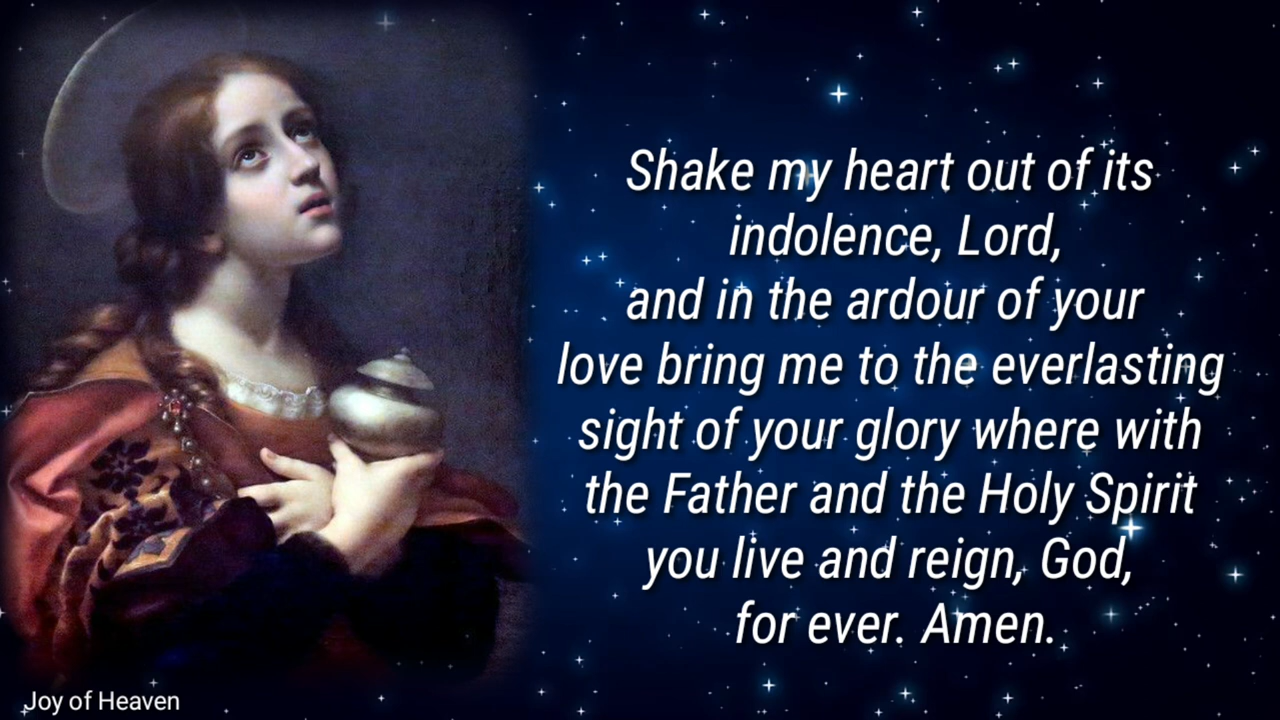 Shake my heart out of its
indolence, Lord,
and in the ardour of your
love bring me to the everlasting
sight of your glory where with
the Father and the Holy Spirit
you live and reign, God,
for ever. Amen.
Joy of Heaven